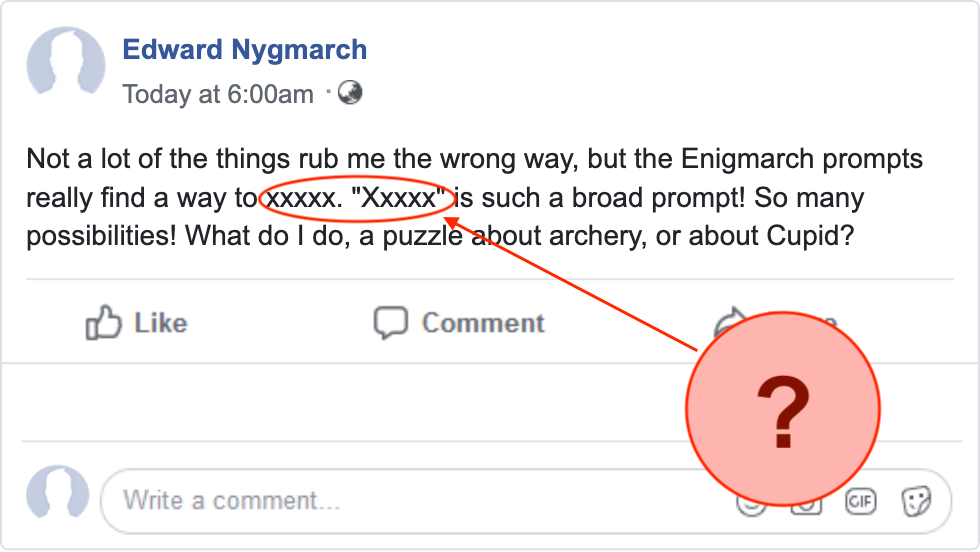 Edward Nygmarch
Today at 6:00am ·
Not a lot of the things rub me the wrong way, but the Enigmarch prompts
really find a way to xxxxx. "Xxxxx" is such a broad prompt! So many
possibilities! What do I do, a puzzle about archery, or about Cupid?
Like Comment
?
Write a comment...
GIF